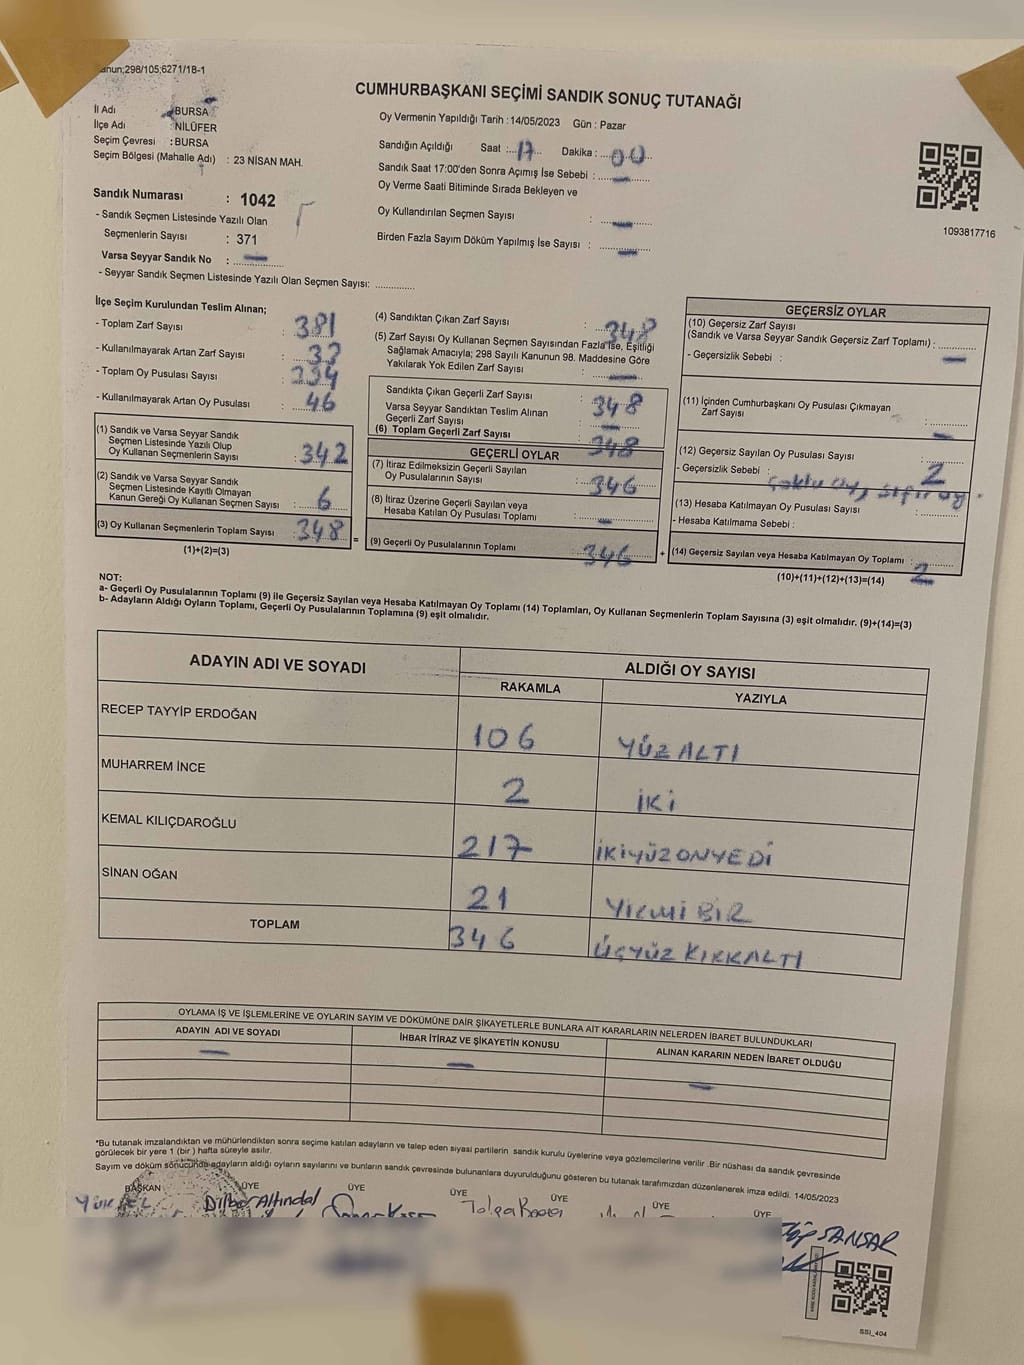 anun;298/105;6271/1B-1
CUMHURBAŞKANI SEÇİMİ SANDIK SONUÇ TUTANAĞI
İl Adı : BURSA
İlçe Adı : NİLÜFER
Seçim Çevresi : BURSA
Seçim Bölgesi (Mahalle Adı) : 23 NİSAN MAH.
Oy Vermenin Yapıldığı Tarih : 14/05/2023 Gün : Pazar
Sandığın Açıldığı Saat : 17 Dakika : 00
Sandık Saat 17:00'den Sonra Açımış İse Sebebi : —
Oy Verme Saati Bitiminde Sırada Bekleyen ve
Oy Kullandırılan Seçmen Sayısı : —
Birden Fazla Sayım Döküm Yapılmış İse Sayısı : —
1093817716
Sandık Numarası : 1042
- Sandık Seçmen Listesinde Yazılı Olan
Seçmenlerin Sayısı : 371
Varsa Seyyar Sandık No : —
- Seyyar Sandık Seçmen Listesinde Yazılı Olan Seçmen Sayısı: ..............
İlçe Seçim Kurulundan Teslim Alınan;
- Toplam Zarf Sayısı : 381
- Kullanılmayarak Artan Zarf Sayısı : 33
- Toplam Oy Pusulası Sayısı :
- Kullanılmayarak Artan Oy Pusulası : 46
(1) Sandık ve Varsa Seyyar Sandık
Seçmen Listesinde Yazılı Olup
Oy Kullanan Seçmenlerin Sayısı : 342
(2) Sandık ve Varsa Seyyar Sandık
Seçmen Listesinde Kayıtlı Olmayan
Kanun Gereği Oy Kullanan Seçmen Sayısı : 6
(3) Oy Kullanan Seçmenlerin Toplam Sayısı : 348
(1)+(2)=(3)
(4) Sandıktan Çıkan Zarf Sayısı : 348
(5) Zarf Sayısı Oy Kullanan Seçmen Sayısından Fazla İse, Eşitliği
Sağlamak Amacıyla; 298 Sayılı Kanunun 98. Maddesine Göre
Yakılarak Yok Edilen Zarf Sayısı : —
Sandıkta Çıkan Geçerli Zarf Sayısı : 348
Varsa Seyyar Sandıktan Teslim Alınan
Geçerli Zarf Sayısı : —
(6) Toplam Geçerli Zarf Sayısı : 348
GEÇERLİ OYLAR
(7) İtiraz Edilmeksizin Geçerli Sayılan
Oy Pusulalarının Sayısı : 346
(8) İtiraz Üzerine Geçerli Sayılan veya
Hesaba Katılan Oy Pusulası Toplamı : —
= (9) Geçerli Oy Pusulalarının Toplamı : 346 +
GEÇERSİZ OYLAR
(10) Geçersiz Zarf Sayısı
(Sandık ve Varsa Seyyar Sandık Geçersiz Zarf Toplamı) : ..............
- Geçersizlik Sebebi : —
(11) İçinden Cumhurbaşkanı Oy Pusulası Çıkmayan
Zarf Sayısı : —
(12) Geçersiz Sayılan Oy Pusulası Sayısı : 2
- Geçersizlik Sebebi : çoklu oy, sıfır oy.
(13) Hesaba Katılmayan Oy Pusulası Sayısı : ..............
- Hesaba Katılmama Sebebi :
(14) Geçersiz Sayılan veya Hesaba Katılmayan Oy Toplamı : 2
(10)+(11)+(12)+(13)=(14)
NOT:
a- Geçerli Oy Pusulalarının Toplamı (9) ile Geçersiz Sayılan veya Hesaba Katılmayan Oy Toplamı (14) Toplamları, Oy Kullanan Seçmenlerin Toplam Sayısına (3) eşit olmalıdır. (9)+(14)=(3)
b- Adayların Aldığı Oyların Toplamı, Geçerli Oy Pusulalarının Toplamına (9) eşit olmalıdır.
ADAYIN ADI VE SOYADI
ALDIĞI OY SAYISI
RAKAMLA YAZIYLA
RECEP TAYYİP ERDOĞAN 106 YÜZ ALTI
MUHARREM İNCE 2 İKİ
KEMAL KILIÇDAROĞLU 217 İKİYÜZONYEDİ
SİNAN OĞAN 21 YİRMİ BİR
TOPLAM 346 ÜÇYÜZ KIRKALTI
OYLAMA İŞ VE İŞLEMLERİNE VE OYLARIN SAYIM VE DÖKÜMÜNE DAİR ŞİKAYETLERLE BUNLARA AİT KARARLARIN NELERDEN İBARET BULUNDUKLARI
ADAYIN ADI VE SOYADI İHBAR İTİRAZ VE ŞİKAYETİN KONUSU ALINAN KARARIN NEDEN İBARET OLDUĞU
— — —
*Bu tutanak imzalandıktan ve mühürlendikten sonra seçime katılan adayların ve talep eden siyasi partilerin sandık kurulu üyelerine veya gözlemcilerine verilir .Bir nüshası da sandık çevresinde
görülecek bir yere 1 (bir ) hafta süreyle asılır.
Sayım ve döküm sonucunda adayların aldığı oyların sayılarını ve bunların sandık çevresinde bulunanlara duyurulduğunu gösteren bu tutanak tarafımızdan düzenlenerek imza edildi. 14/05/2023
BAŞKAN ÜYE ÜYE ÜYE ÜYE ÜYE ÜYE
Altındal Tolga SANSAR
SSI_404